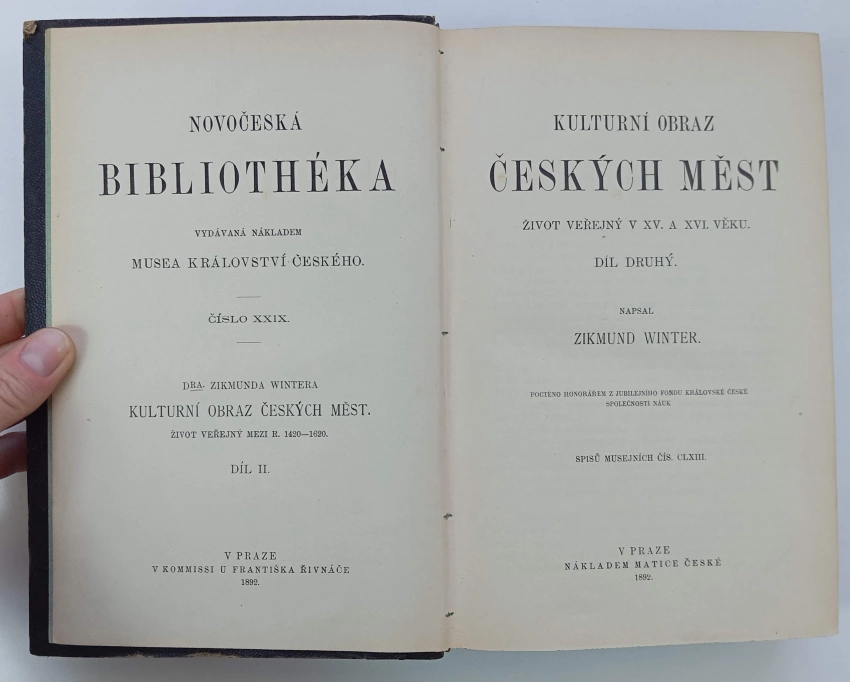 NOVOČESKÁ
BIBLIOTHÉKA
VYDÁVANÁ NÁKLADEM
MUSEA KRÁLOVSTVÍ ČESKÉHO.
ČÍSLO XXIX.
DRA. ZIKMUNDA WINTERA
KULTURNÍ OBRAZ ČESKÝCH MĚST.
ŽIVOT VEŘEJNÝ MEZI R. 1420—1620.
DÍL II.
V PRAZE
V KOMMISSI U FRANTIŠKA ŘIVNÁČE
1892.
KULTURNÍ OBRAZ
ČESKÝCH MĚST
ŽIVOT VEŘEJNÝ V XV. A XVI. VĚKU.
DÍL DRUHÝ.
NAPSAL
ZIKMUND WINTER.
POCTĚNO HONORÁŘEM Z JUBILEJNÍHO FONDU KRÁLOVSKÉ ČESKÉ
SPOLEČNOSTI NÁUK
SPISŮ MUSEJNÍCH ČÍS. CLXIII.
V PRAZE
NÁKLADEM MATICE ČESKÉ
1892.